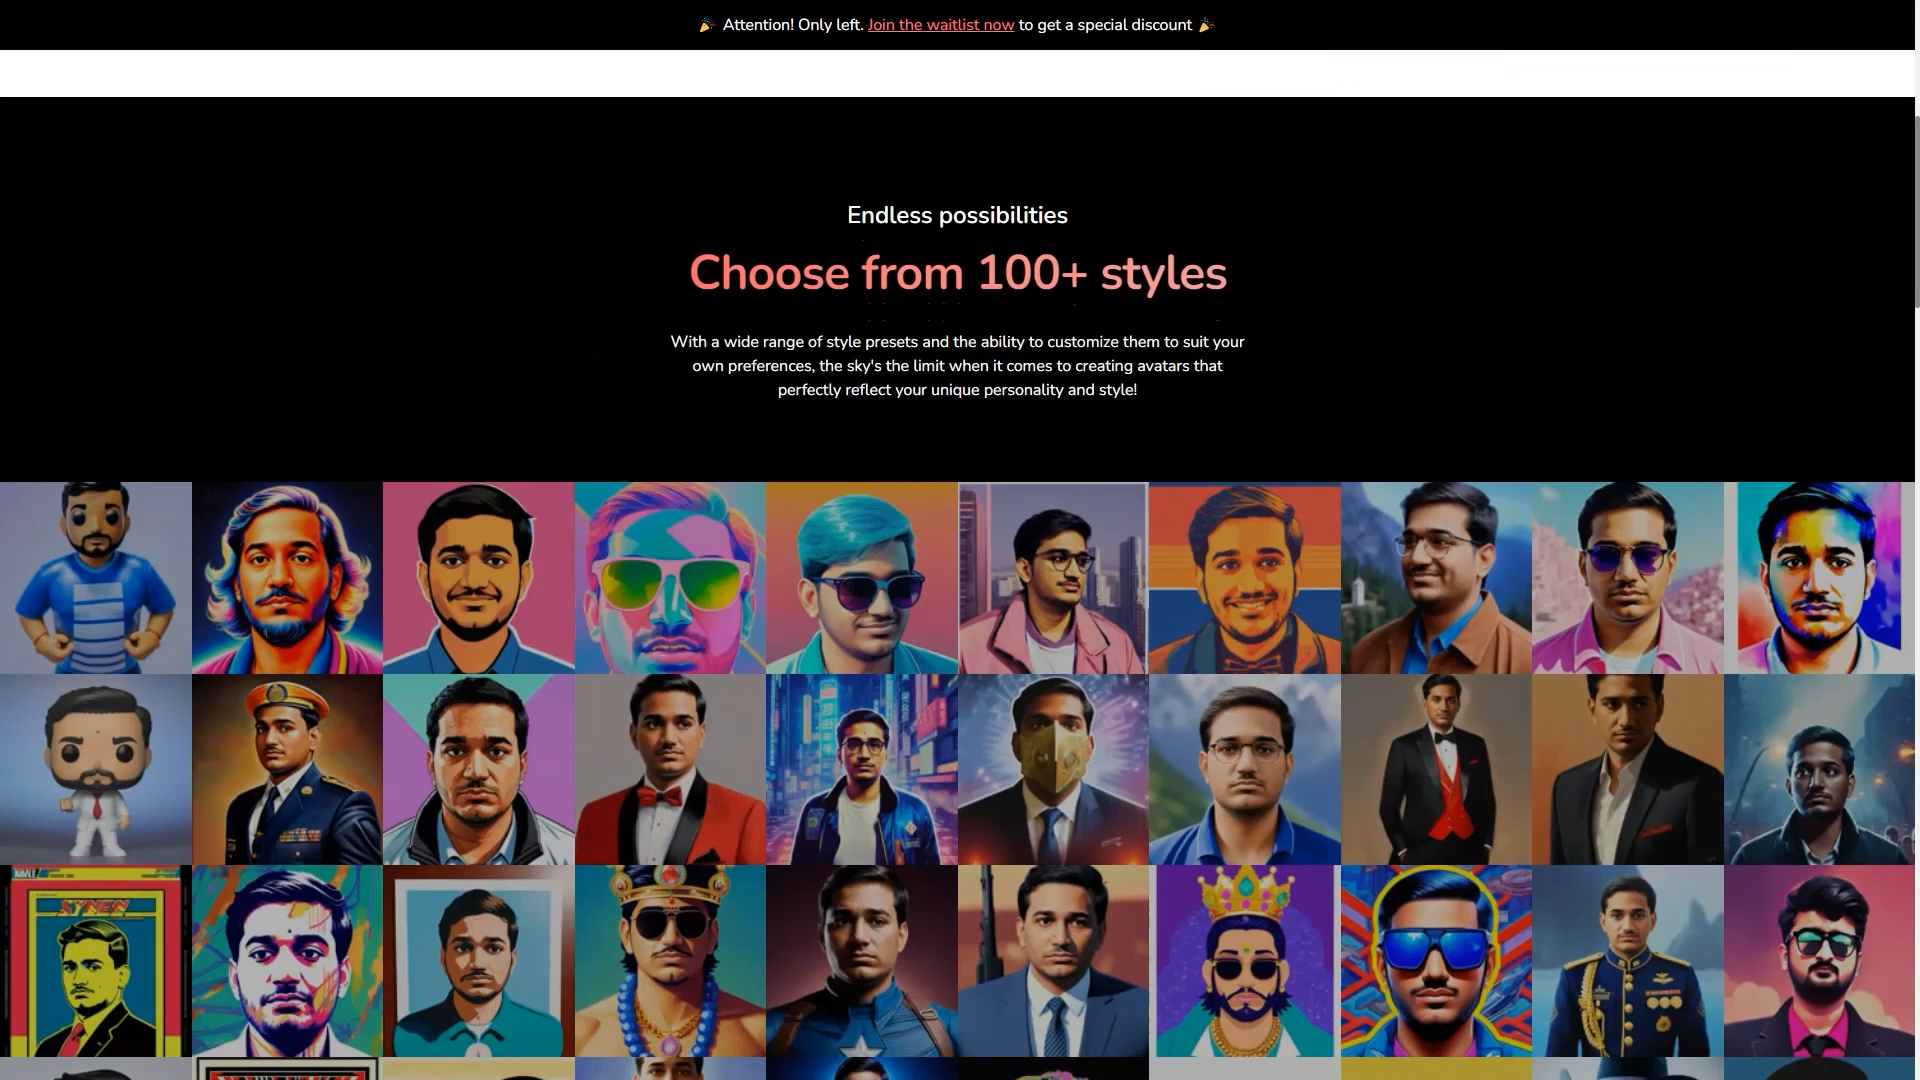 Attention! Only left. Join the waitlist now to get a special discount
Endless possibilities
Choose from 100+ styles
With a wide range of style presets and the ability to customize them to suit your
own preferences, the sky's the limit when it comes to creating avatars that
perfectly reflect your unique personality and style!
SYNEN